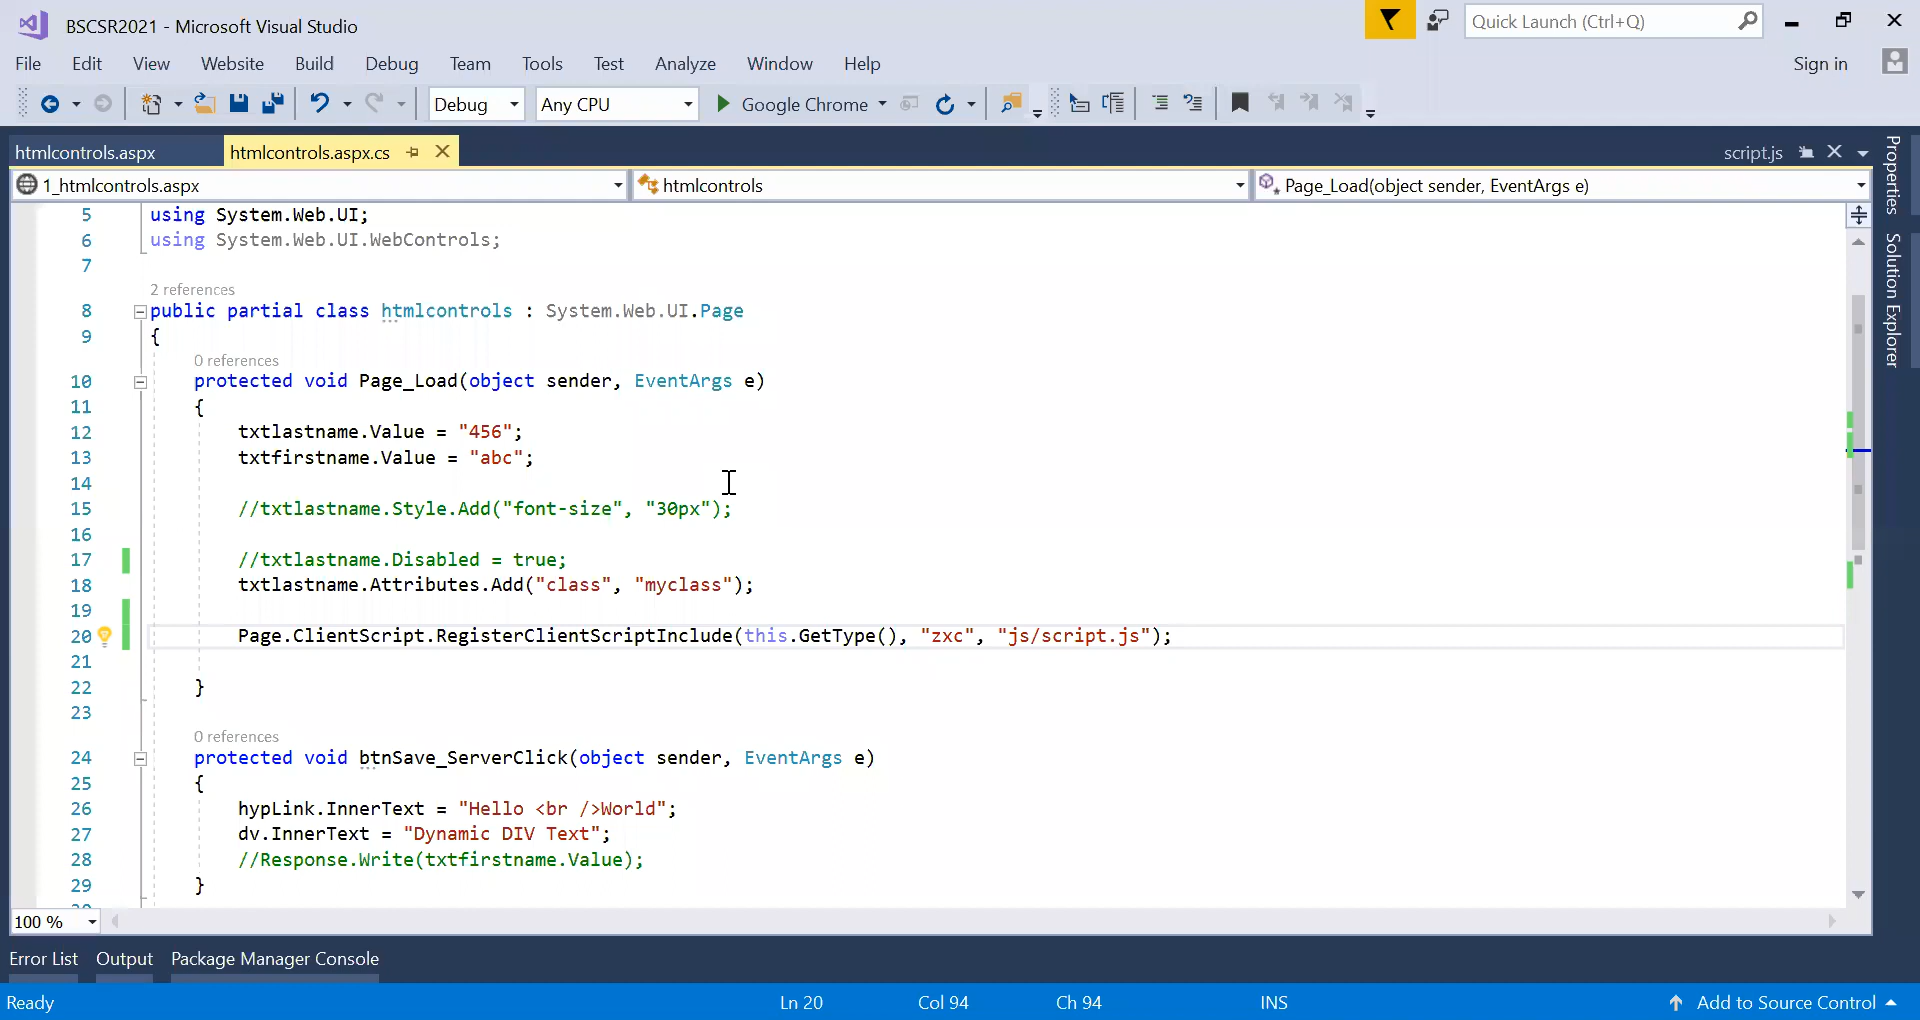 BSCSR2021 - Microsoft Visual Studio
Quick Launch (Ctrl+Q)
File Edit View Website Build Debug Team Tools Test Analyze Window Help
Sign in
Debug Any CPU Google Chrome
htmlcontrols.aspx htmlcontrols.aspx.cs script.js
1_htmlcontrols.aspx htmlcontrols Page_Load(object sender, EventArgs e)
Properties
Solution Explorer
5 using System.Web.UI;
6 using System.Web.UI.WebControls;
7
2 references
8 public partial class htmlcontrols : System.Web.UI.Page
9 {
0 references
10 protected void Page_Load(object sender, EventArgs e)
11 {
12 txtlastname.Value = "456";
13 txtfirstname.Value = "abc";
14
15 //txtlastname.Style.Add("font-size", "30px");
16
17 //txtlastname.Disabled = true;
18 txtlastname.Attributes.Add("class", "myclass");
19
20 Page.ClientScript.RegisterClientScriptInclude(this.GetType(), "zxc", "js/script.js");
21
22 }
23
0 references
24 protected void btnSave_ServerClick(object sender, EventArgs e)
25 {
26 hypLink.InnerText = "Hello <br />World";
27 dv.InnerText = "Dynamic DIV Text";
28 //Response.Write(txtfirstname.Value);
29 }
100 %
Error List Output Package Manager Console
Ready Ln 20 Col 94 Ch 94 INS Add to Source Control